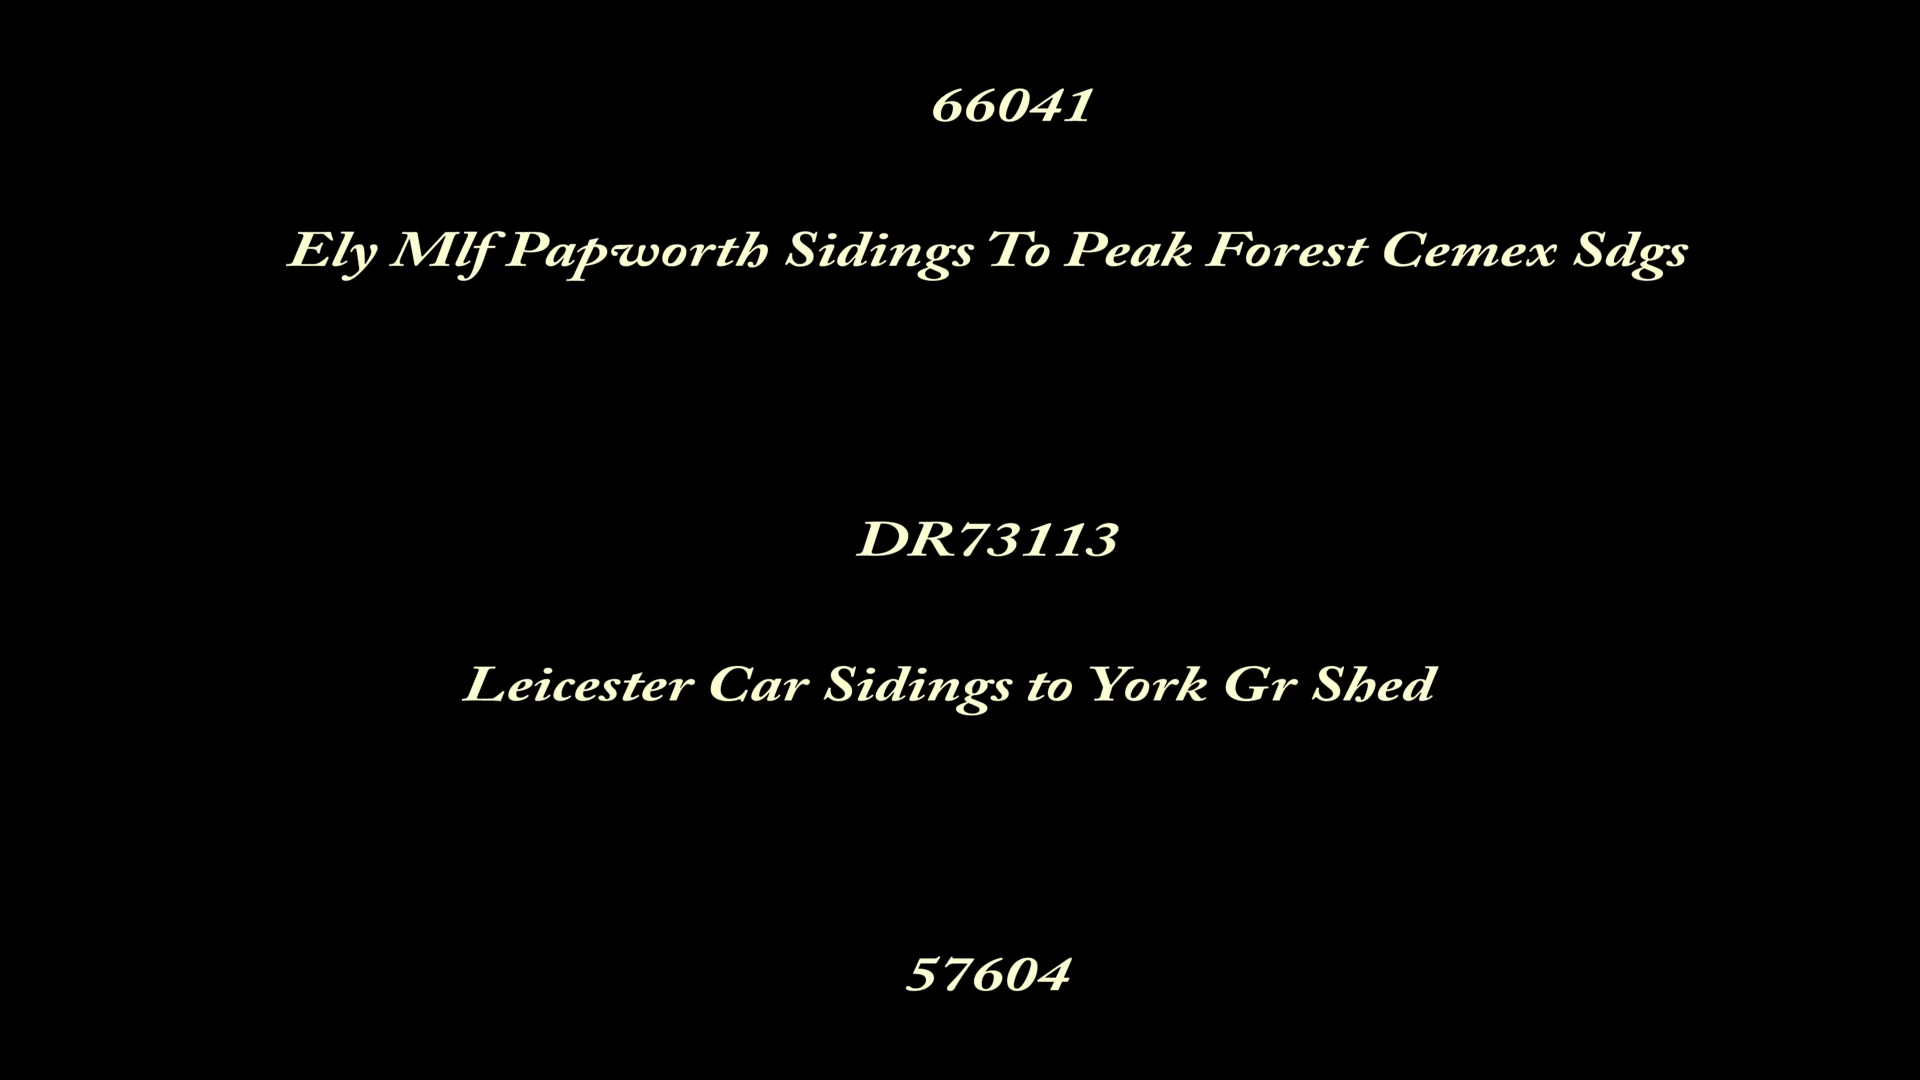 66041
Ely Mlf Papworth Sidings To Peak Forest Cemex Sdgs
DR73113
Leicester Car Sidings to York Gr Shed
57604